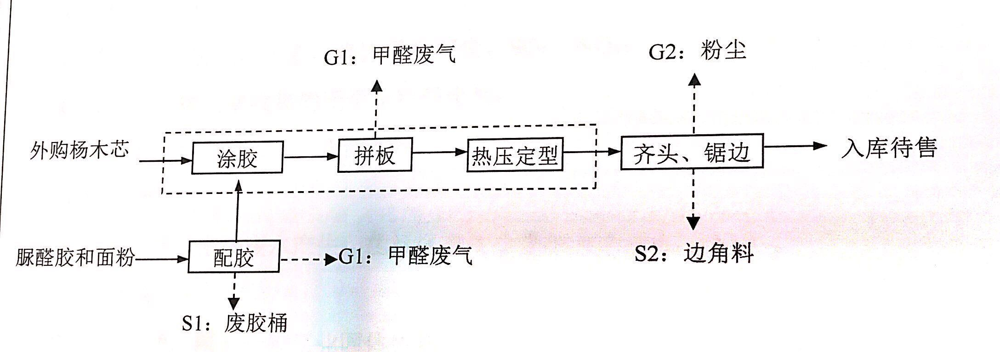 G1：甲醛废气
G2：粉尘
外购杨木芯
涂胶
拼板
热压定型
齐头、锯边
入库待售
脲醛胶和面粉
配胶
G1：甲醛废气
S2：边角料
S1：废胶桶